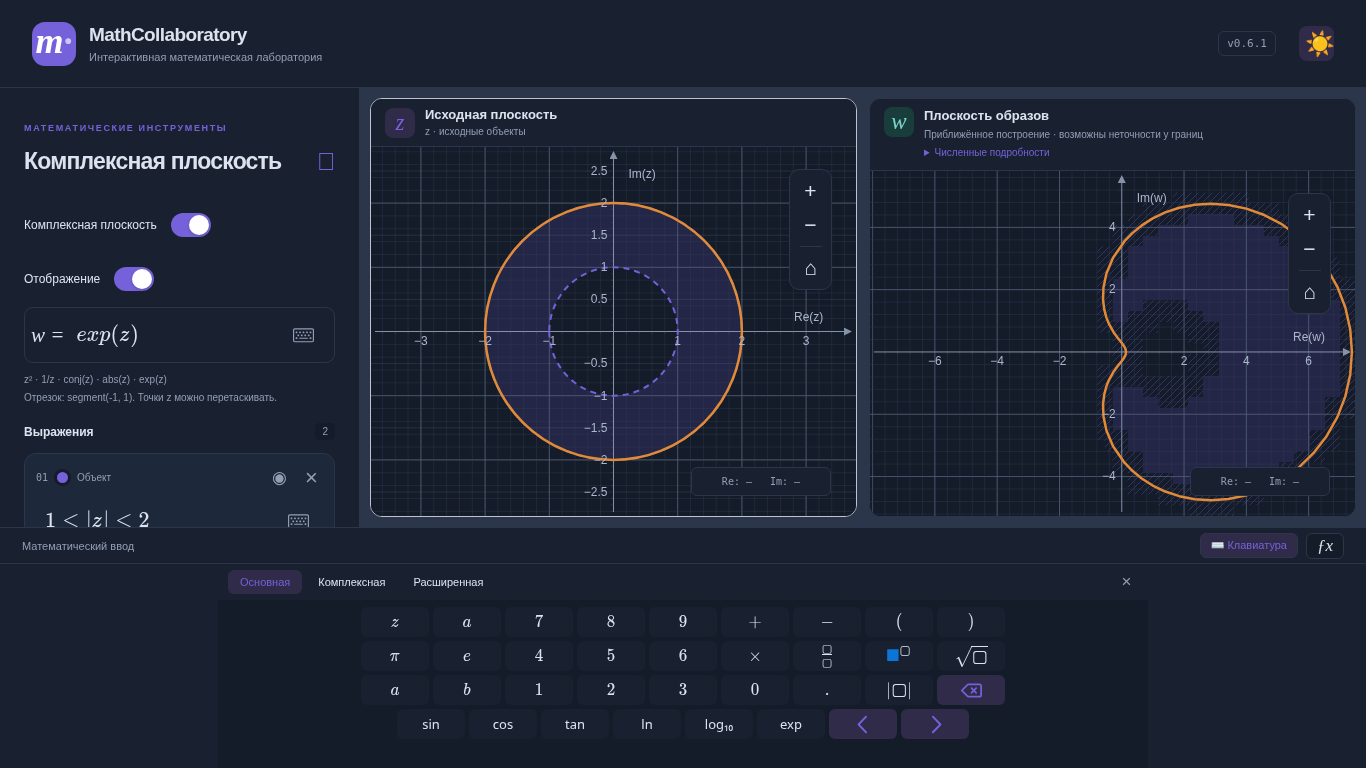 m·
MathCollaboratory
Интерактивная математическая лаборатория
v0.6.1
МАТЕМАТИЧЕСКИЕ ИНСТРУМЕНТЫ
Комплексная плоскость
Комплексная плоскость
Отображение
w = exp(z)
z² · 1/z · conj(z) · abs(z) · exp(z)
Отрезок: segment(-1, 1). Точки z можно перетаскивать.
Выражения
2
01 Объект
1 < |z| < 2
z
Исходная плоскость
z · исходные объекты
Im(z)
Re(z)
2.5
2
1.5
1
0.5
−0.5
−1
−1.5
−2
−2.5
−3 −2 −1 1 2 3
+
−
Re: — Im: —
w
Плоскость образов
Приближённое построение · возможны неточности у границ
Численные подробности
Im(w)
Re(w)
4
2
−2
−4
−6 −4 −2 2 4 6
+
−
Re: — Im: —
Математический ввод
Клавиатура
ƒx
Основная Комплексная Расширенная ×
z a 7 8 9 + − ( )
π e 4 5 6 ×
√
a b 1 2 3 0 . | |
sin cos tan ln log₁₀ exp